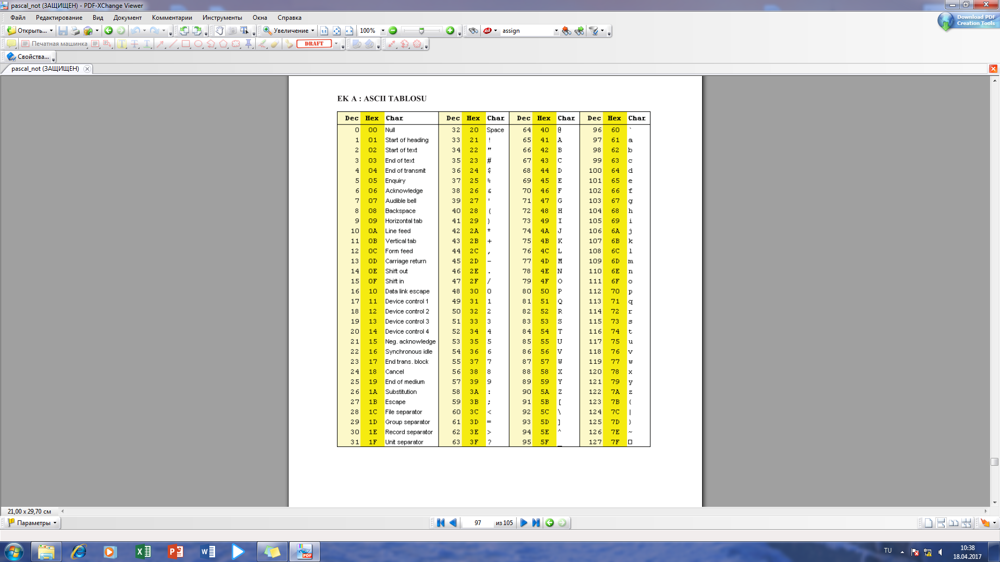 pascal_not (ЗАЩИЩЕН) - PDF-XChange Viewer
Файл Редактирование Вид Документ Комментарии Инструменты Окна Справка
Открыть... Увеличение 100% assign
Download PDF
Creation Tools
Печатная машинка DRAFT
Свойства...
pascal_not (ЗАЩИЩЕН)
EK A : ASCII TABLOSU
Dec Hex Char Dec Hex Char Dec Hex Char Dec Hex Char
0 00 Null 32 20 Space 64 40 @ 96 60 `
1 01 Start of heading 33 21 ! 65 41 A 97 61 a
2 02 Start of text 34 22 " 66 42 B 98 62 b
3 03 End of text 35 23 # 67 43 C 99 63 c
4 04 End of transmit 36 24 $ 68 44 D 100 64 d
5 05 Enquiry 37 25 % 69 45 E 101 65 e
6 06 Acknowledge 38 26 & 70 46 F 102 66 f
7 07 Audible bell 39 27 ' 71 47 G 103 67 g
8 08 Backspace 40 28 ( 72 48 H 104 68 h
9 09 Horizontal tab 41 29 ) 73 49 I 105 69 i
10 0A Line feed 42 2A * 74 4A J 106 6A j
11 0B Vertical tab 43 2B + 75 4B K 107 6B k
12 0C Form feed 44 2C , 76 4C L 108 6C l
13 0D Carriage return 45 2D - 77 4D M 109 6D m
14 0E Shift out 46 2E . 78 4E N 110 6E n
15 0F Shift in 47 2F / 79 4F O 111 6F o
16 10 Data link escape 48 30 0 80 50 P 112 70 p
17 11 Device control 1 49 31 1 81 51 Q 113 71 q
18 12 Device control 2 50 32 2 82 52 R 114 72 r
19 13 Device control 3 51 33 3 83 53 S 115 73 s
20 14 Device control 4 52 34 4 84 54 T 116 74 t
21 15 Neg. acknowledge 53 35 5 85 55 U 117 75 u
22 16 Synchronous idle 54 36 6 86 56 V 118 76 v
23 17 End trans. block 55 37 7 87 57 W 119 77 w
24 18 Cancel 56 38 8 88 58 X 120 78 x
25 19 End of medium 57 39 9 89 59 Y 121 79 y
26 1A Substitution 58 3A : 90 5A Z 122 7A z
27 1B Escape 59 3B ; 91 5B [ 123 7B {
28 1C File separator 60 3C < 92 5C \ 124 7C |
29 1D Group separator 61 3D = 93 5D ] 125 7D }
30 1E Record separator 62 3E > 94 5E ^ 126 7E ~
31 1F Unit separator 63 3F ? 95 5F _ 127 7F □
21,00 x 29,70 см
Параметры 97 из 105
TU 10:38
18.04.2017